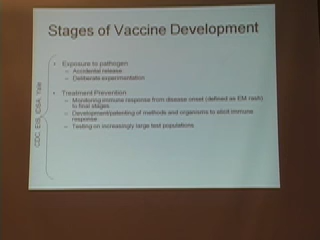 Stages of Vaccine Development
• Exposure to pathogen
– Accidental release
– Deliberate experimentation
• Treatment Prevention
– Monitoring immune response from disease onset (defined as EM rash)
to final stages
– Development/patenting of methods and organisms to elicit immune
response
– Testing on increasingly large test populations
CDC, EIS, IDSA, Yale